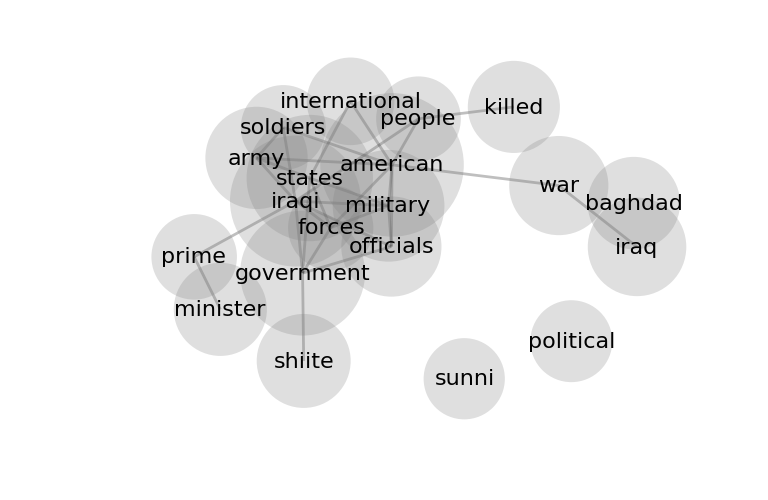 international
killed
people
soldiers
army
american
states
war
iraqi
military
baghdad
forces
officials
iraq
prime
government
minister
political
shiite
sunni